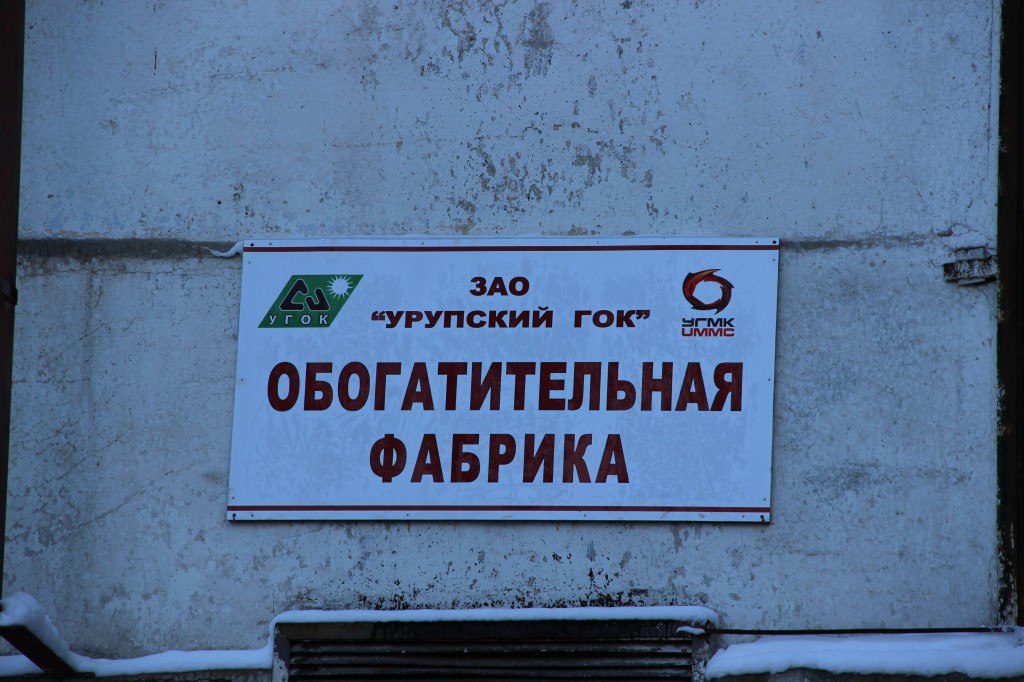 ЗАО
“УРУПСКИЙ ГОК”
УГОК
УГМК
UMMC
ОБОГАТИТЕЛЬНАЯ
ФАБРИКА